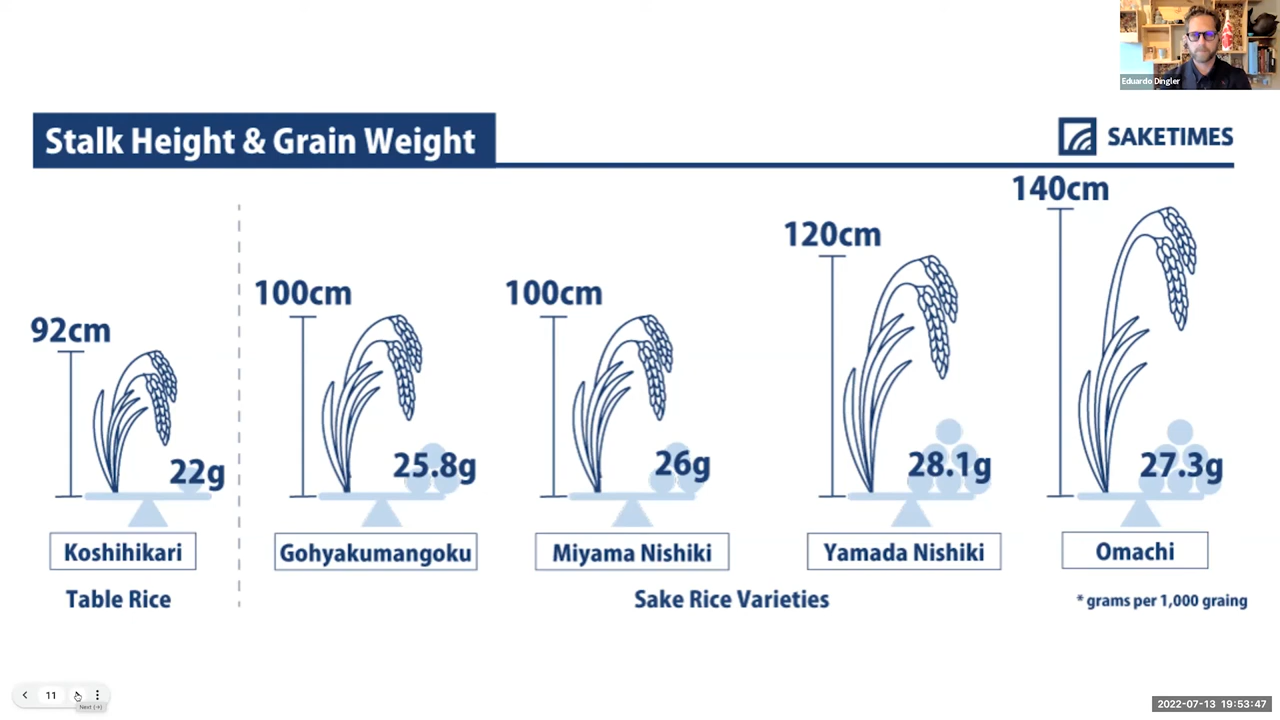 Eduardo Dingler
Stalk Height & Grain Weight
SAKETIMES
92cm
100cm
100cm
120cm
140cm
22g
25.8g
26g
28.1g
27.3g
Koshihikari
Gohyakumangoku
Miyama Nishiki
Yamada Nishiki
Omachi
Table Rice
Sake Rice Varieties
* grams per 1,000 graing
11
Next (→)
2022-07-13 19:53:47